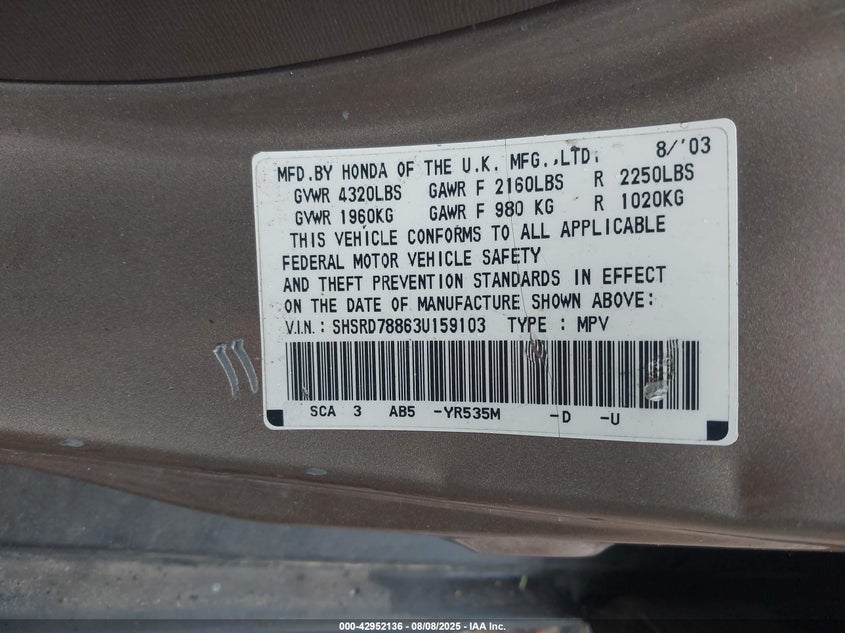 MFD.BY HONDA OF THE U.K. MFG.,LTD. 8/'03
GVWR 4320LBS GAWR F 2160LBS R 2250LBS
GVWR 1960KG GAWR F 980 KG R 1020KG
THIS VEHICLE CONFORMS TO ALL APPLICABLE
FEDERAL MOTOR VEHICLE SAFETY
AND THEFT PREVENTION STANDARDS IN EFFECT
ON THE DATE OF MANUFACTURE SHOWN ABOVE:
V.I.N.: SHSRD78863U159103 TYPE : MPV
SCA 3 AB5 -YR535M -D -U
000-42952136 - 08/08/2025 - IAA Inc.